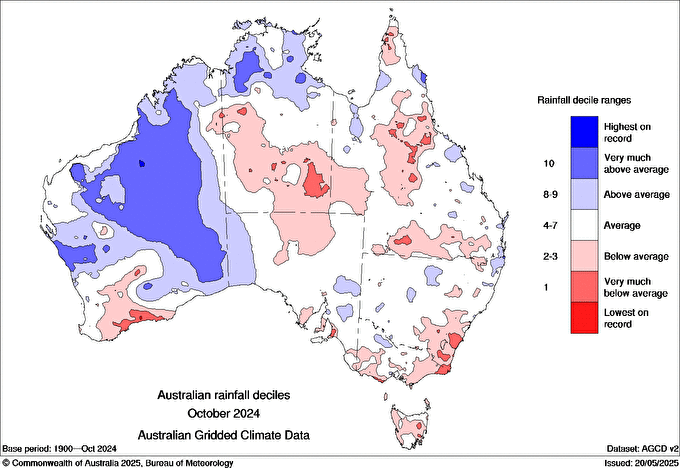 Rainfall decile ranges
Highest on
record
10
Very much
above average
8-9
Above average
4-7
Average
2-3
Below average
1
Very much
below average
Lowest on
record
Australian rainfall deciles
October 2024
Australian Gridded Climate Data
Base period: 1900—Oct 2024
Dataset: AGCD v2
© Commonwealth of Australia 2025, Bureau of Meteorology
Issued: 20/05/2025